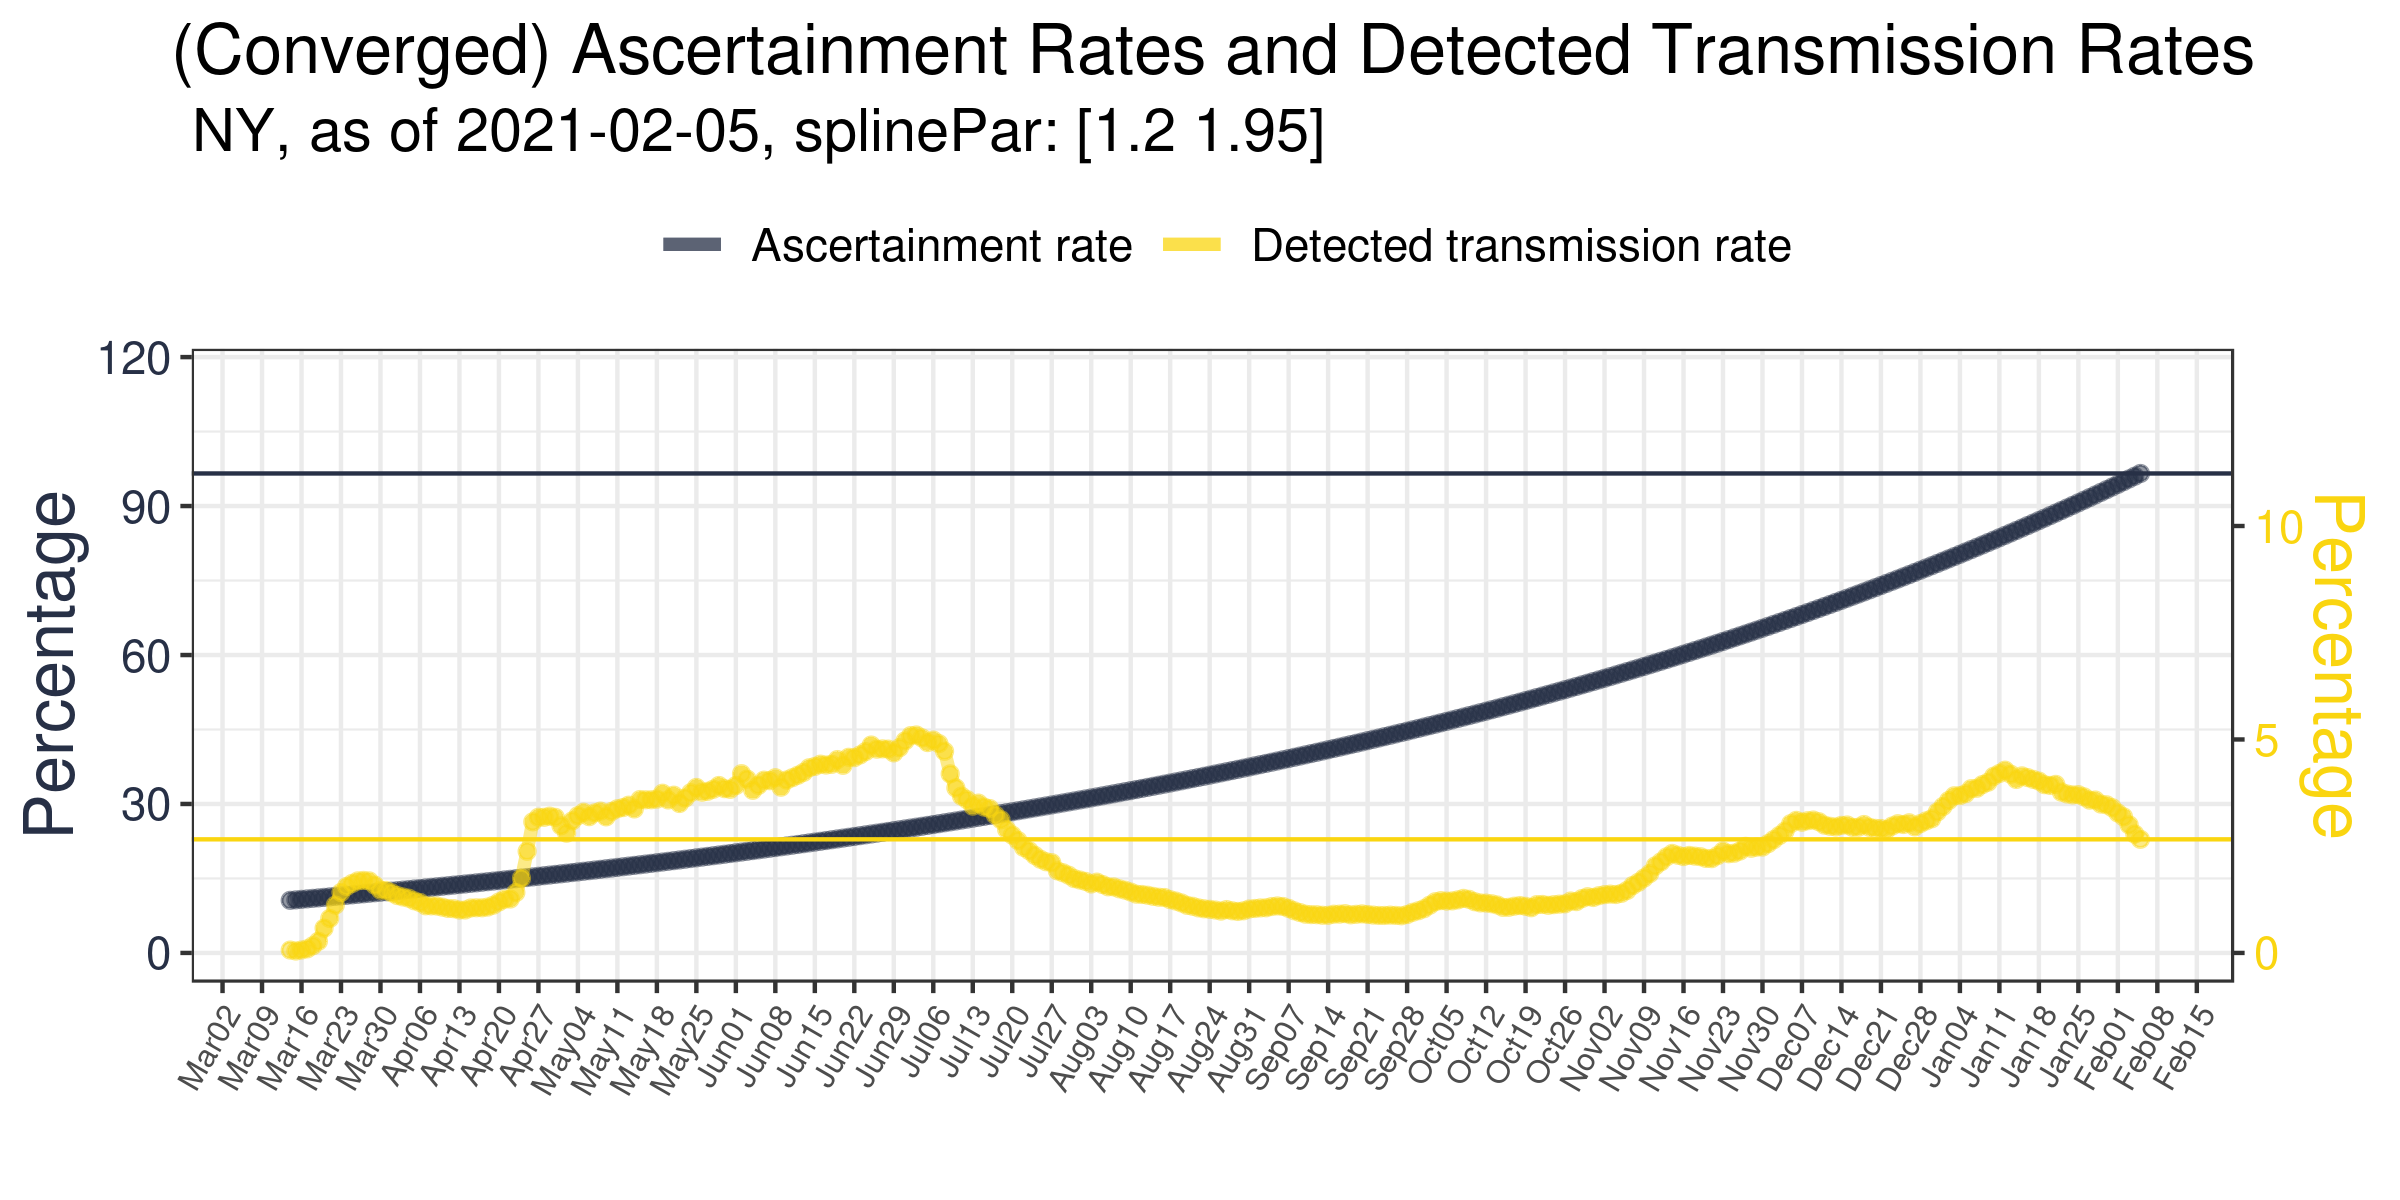 (Converged) Ascertainment Rates and Detected Transmission Rates
NY, as of 2021-02-05, splinePar: [1.2 1.95]
Ascertainment rate
Detected transmission rate
Percentage
120
90
60
30
0
10
5
0
Percentage
Mar02
Mar09
Mar16
Mar23
Mar30
Apr06
Apr13
Apr20
Apr27
May04
May11
May18
May25
Jun01
Jun08
Jun15
Jun22
Jun29
Jul06
Jul13
Jul20
Jul27
Aug03
Aug10
Aug17
Aug24
Aug31
Sep07
Sep14
Sep21
Sep28
Oct05
Oct12
Oct19
Oct26
Nov02
Nov09
Nov16
Nov23
Nov30
Dec07
Dec14
Dec21
Dec28
Jan04
Jan11
Jan18
Jan25
Feb01
Feb08
Feb15